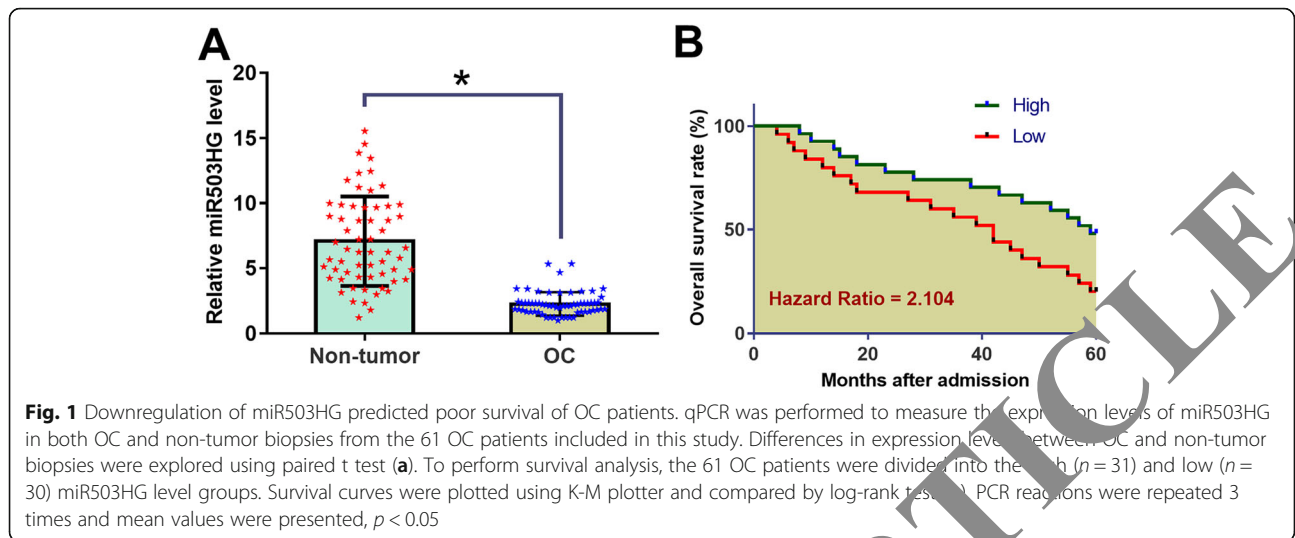 A
B
*
Relative miR503HG level
20
15
10
5
0
Non-tumor
OC
Overall survival rate (%)
100
50
0
High
Low
Hazard Ratio = 2.104
0
20
40
60
Months after admission
Fig. 1 Downregulation of miR503HG predicted poor survival of OC patients. qPCR was performed to measure the expression levels of miR503HG
in both OC and non-tumor biopsies from the 61 OC patients included in this study. Differences in expression levels between OC and non-tumor
biopsies were explored using paired t test (a). To perform survival analysis, the 61 OC patients were divided into the high (n = 31) and low (n =
30) miR503HG level groups. Survival curves were plotted using K-M plotter and compared by log-rank test PCR reactions were repeated 3
times and mean values were presented, p < 0.05
TICLE